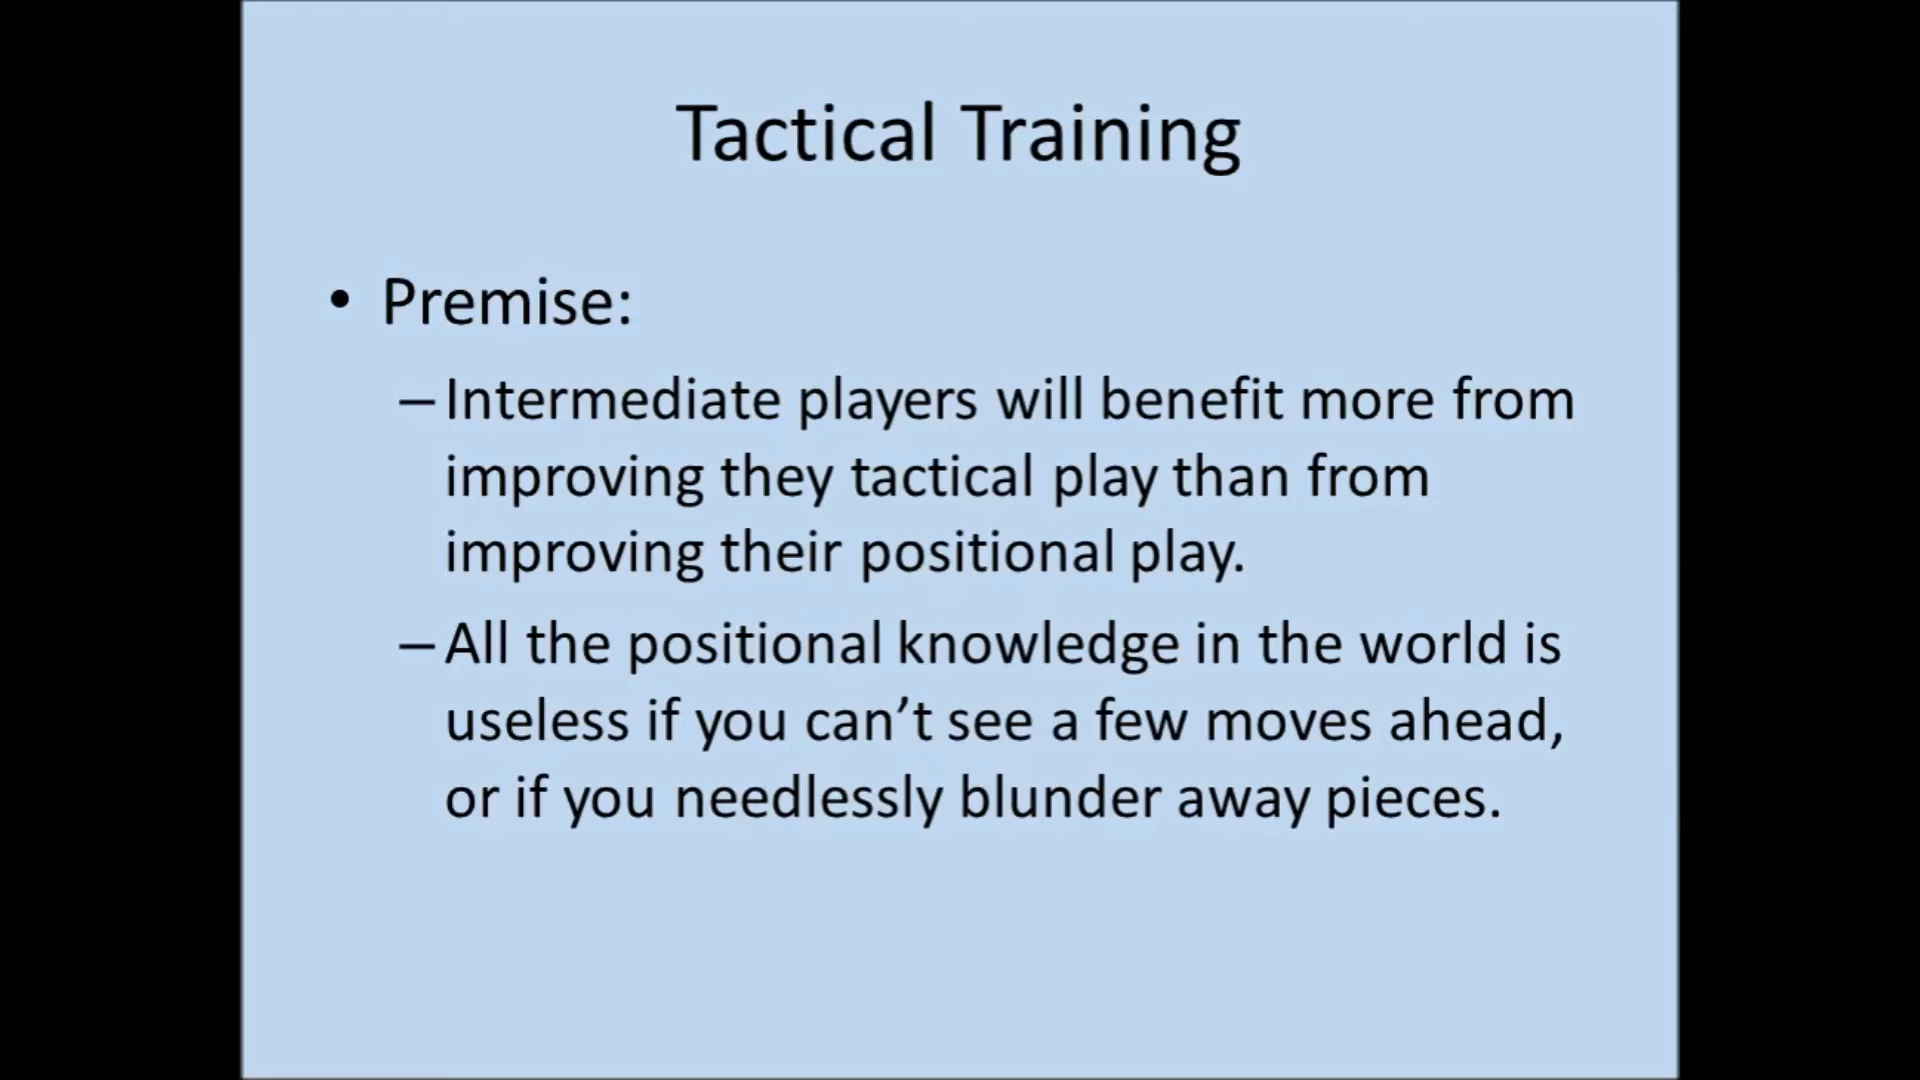 Tactical Training
• Premise:
–Intermediate players will benefit more from
improving they tactical play than from
improving their positional play.
–All the positional knowledge in the world is
useless if you can’t see a few moves ahead,
or if you needlessly blunder away pieces.